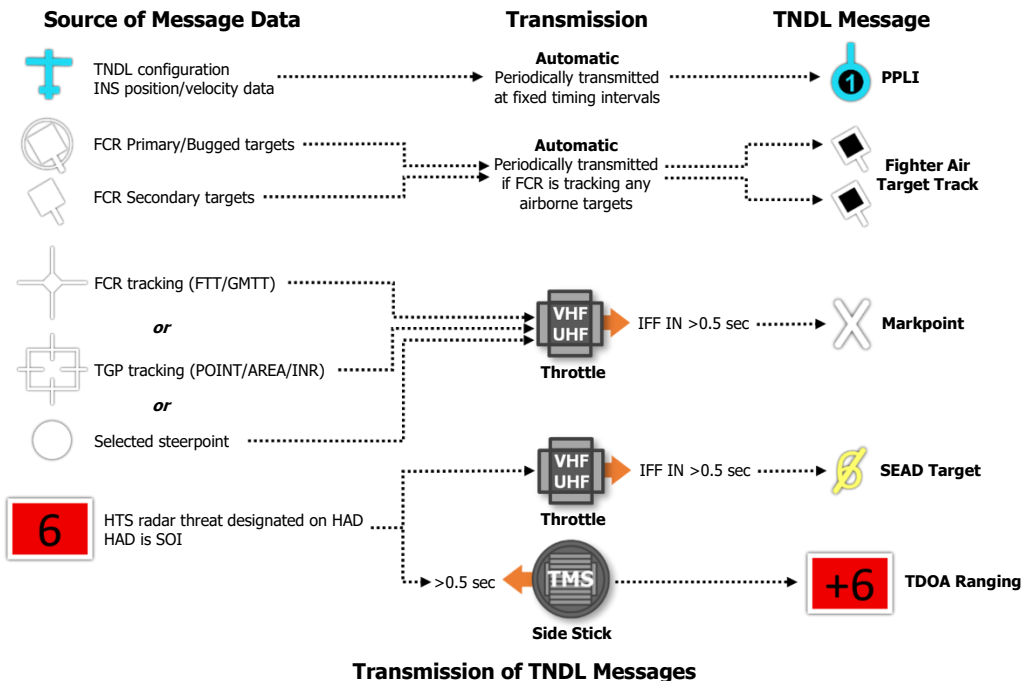 Source of Message Data
Transmission
TNDL Message
TNDL configuration
INS position/velocity data
Automatic
Periodically transmitted
at fixed timing intervals
1
PPLI
FCR Primary/Bugged targets
FCR Secondary targets
Automatic
Periodically transmitted
if FCR is tracking any
airborne targets
Fighter Air
Target Track
FCR tracking (FTT/GMTT)
or
TGP tracking (POINT/AREA/INR)
or
Selected steerpoint
VHF
UHF
Throttle
IFF IN >0.5 sec
Markpoint
6
HTS radar threat designated on HAD
HAD is SOI
VHF
UHF
Throttle
IFF IN >0.5 sec
6
SEAD Target
>0.5 sec
TMS
Side Stick
+6
TDOA Ranging
Transmission of TNDL Messages